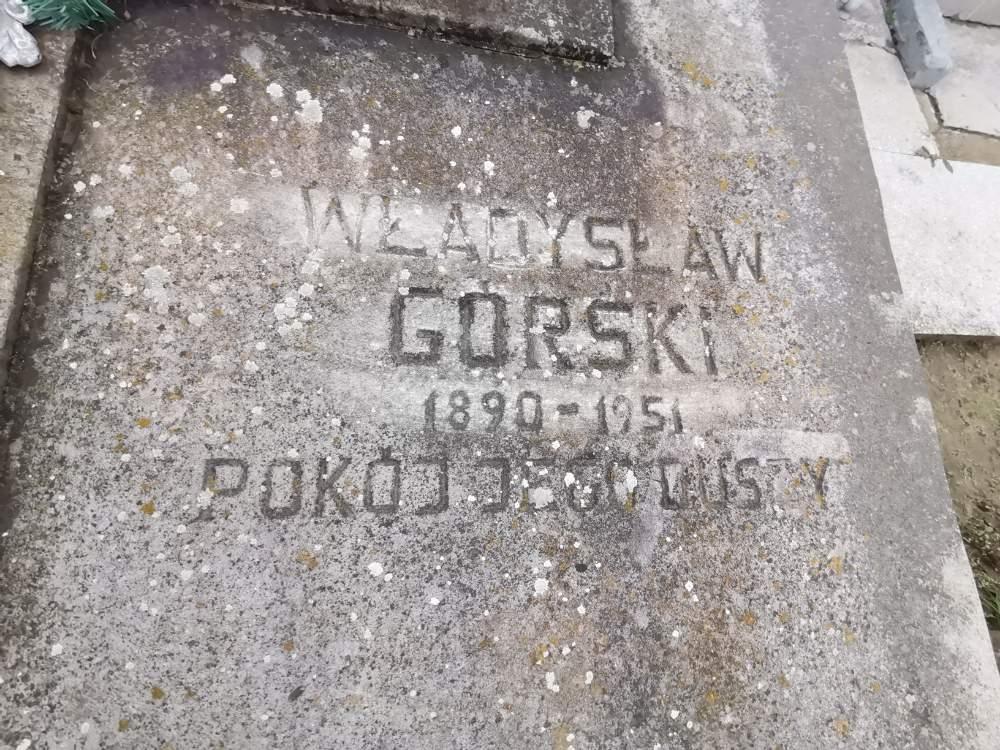 WŁADYSŁAW
GÓRSKI
1890-1951
POKÓJ JEGO DUSZY